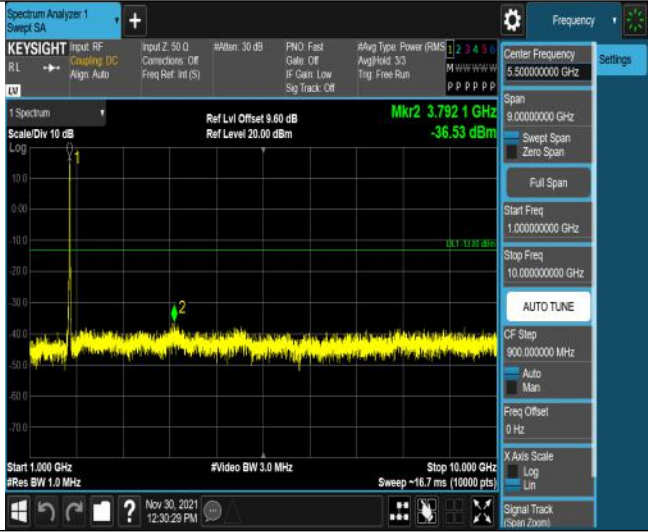 Spectrum Analyzer 1
Swept SA
+
Frequency
KEYSIGHT
RL
LW
Input: RF
Coupling: DC
Align: Auto
Input Z: 50 Ω
Corrections: Off
Freq Ref: Int (S)
#Atten: 30 dB
PNO: Fast
Gate: Off
IF Gain: Low
Sig Track: Off
#Avg Type: Power (RMS
Avg|Hold: 3/3
Trig: Free Run
1 2 3 4 5 6
M W W W W W
P P P P P P
1 Spectrum
Scale/Div 10 dB
Log
Ref Lvl Offset 9.60 dB
Ref Level 20.00 dBm
Mkr2 3.792 1 GHz
-36.53 dBm
1
10.0
0.00
-10.0
DL1 -13.00 dBm
-20.0
-30.0
2
-40.0
-50.0
-60.0
-70.0
Start 1.000 GHz
#Res BW 1.0 MHz
#Video BW 3.0 MHz
Stop 10.000 GHz
Sweep ~16.7 ms (10000 pts)
?
Nov 30, 2021
12:30:29 PM
Center Frequency
5.500000000 GHz
Settings
Span
9.00000000 GHz
Swept Span
Zero Span
Full Span
Start Freq
1.000000000 GHz
Stop Freq
10.000000000 GHz
AUTO TUNE
CF Step
900.000000 MHz
Auto
Man
Freq Offset
0 Hz
X Axis Scale
Log
Lin
Signal Track
(Span Zoom)